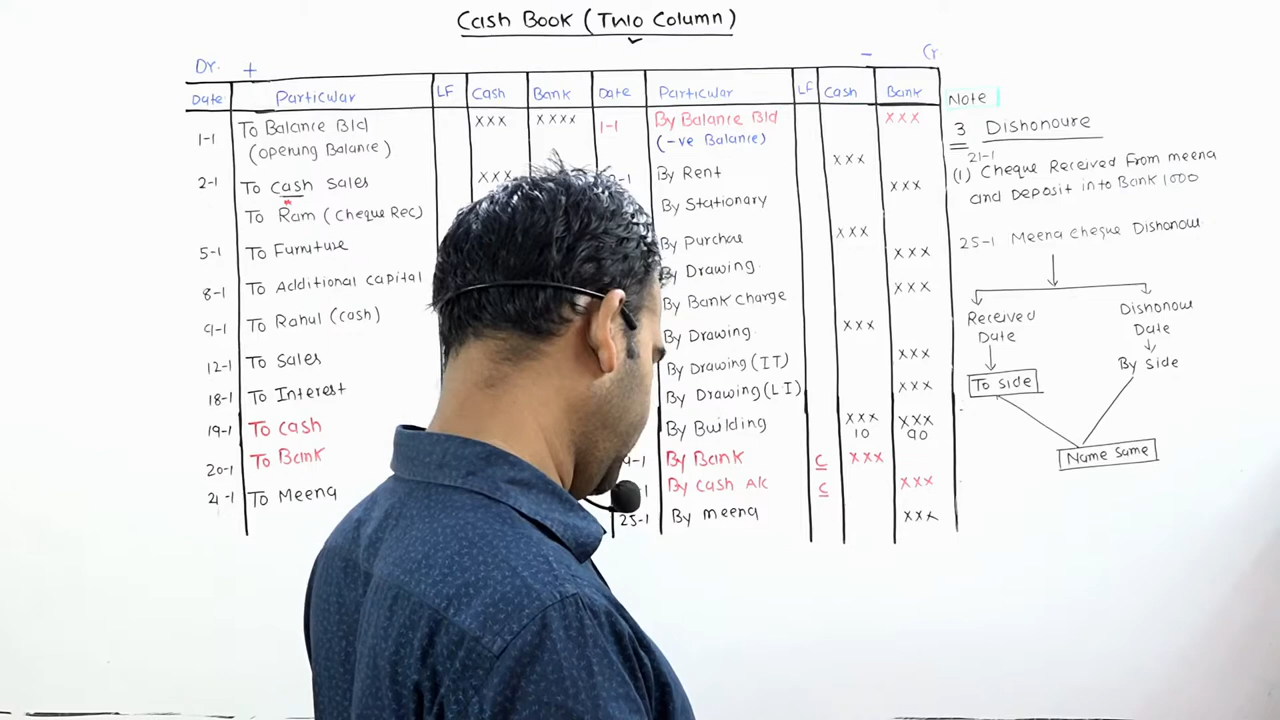 Cash Book (Two Column)
Dr. +
- Cr
Date Particular LF Cash Bank Date Particular LF Cash Bank
1-1 To Balance Bld xxx xxxx
(opening Balance)
2-1 To cash Sales xxx
To Ram (Cheque Rec)
5-1 To Furniture
8-1 To Additional capital
9-1 To Rahul (cash)
12-1 To Sales
18-1 To Interest
19-1 To cash
20-1 To Bank
21-1 To Meena
1-1 By Balance Bld xxx
(-ve Balance)
By Rent xxx
By Stationary xxx
By Purchae xxx
By Drawing xxx
By Bank charge xxx
By Drawing xxx
By Drawing (IT) xxx
By Drawing (LI) xxx
By Building xxx xxx
10 90
9-1 By Bank C xxx
By Cash Ak C xxx
25-1 By meena xxx
Note
3 Dishonoure
21-1
(1) Cheque Received From meena
and Deposit in to Bank 1000
25-1 Meena cheque Dishonour
Received
Date
To side
Dishonour
Date
By Side
Name Same